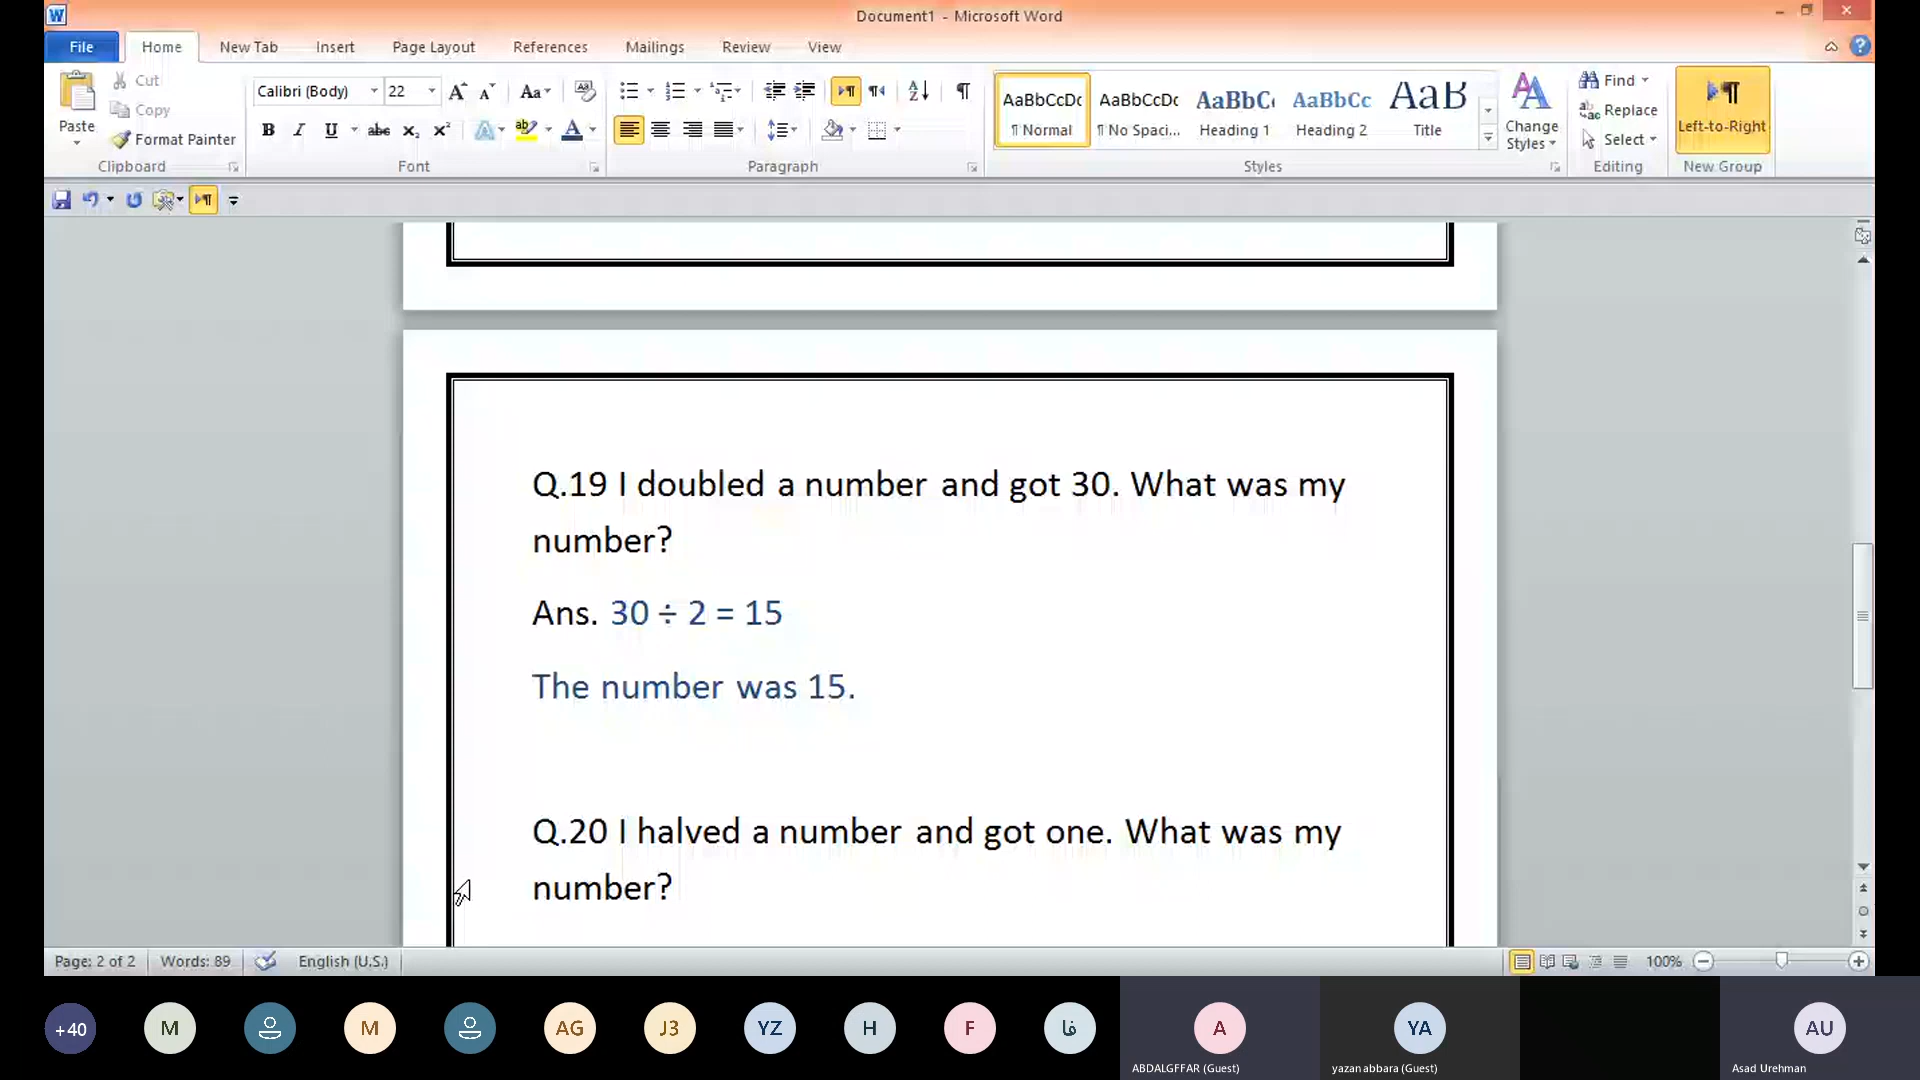 Document1 - Microsoft Word
File Home New Tab Insert Page Layout References Mailings Review View
Paste
Cut
Copy
Format Painter
Clipboard
Calibri (Body) 22
Font
Paragraph
AaBbCcDc AaBbCcDc AaBbC AaBbCc AaB
¶ Normal ¶ No Spaci... Heading 1 Heading 2 Title
Styles
Change
Styles
Find
Replace
Select
Editing
Left-to-Right
New Group
Q.19 I doubled a number and got 30. What was my
number?
Ans. 30 ÷ 2 = 15
The number was 15.
Q.20 I halved a number and got one. What was my
number?
Page: 2 of 2 Words: 89 English (U.S.) 100%
+40 M M AG J3 YZ H F فا A YA AU
ABDALGFFAR (Guest) yazan abbara (Guest) Asad Urehman